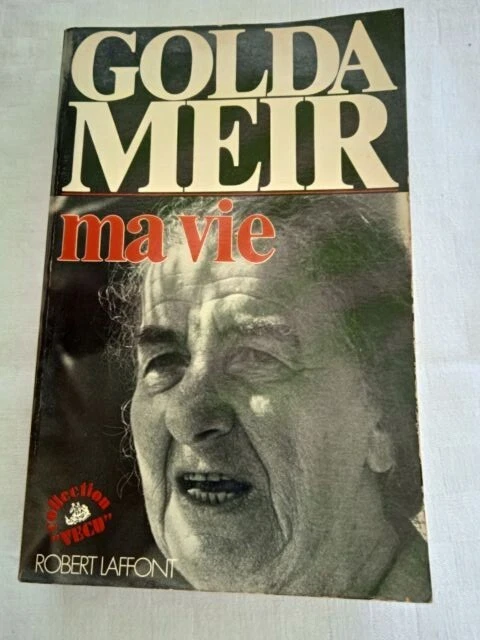 GOLDA
MEIR
ma vie
collection
"VECU"
ROBERT LAFFONT